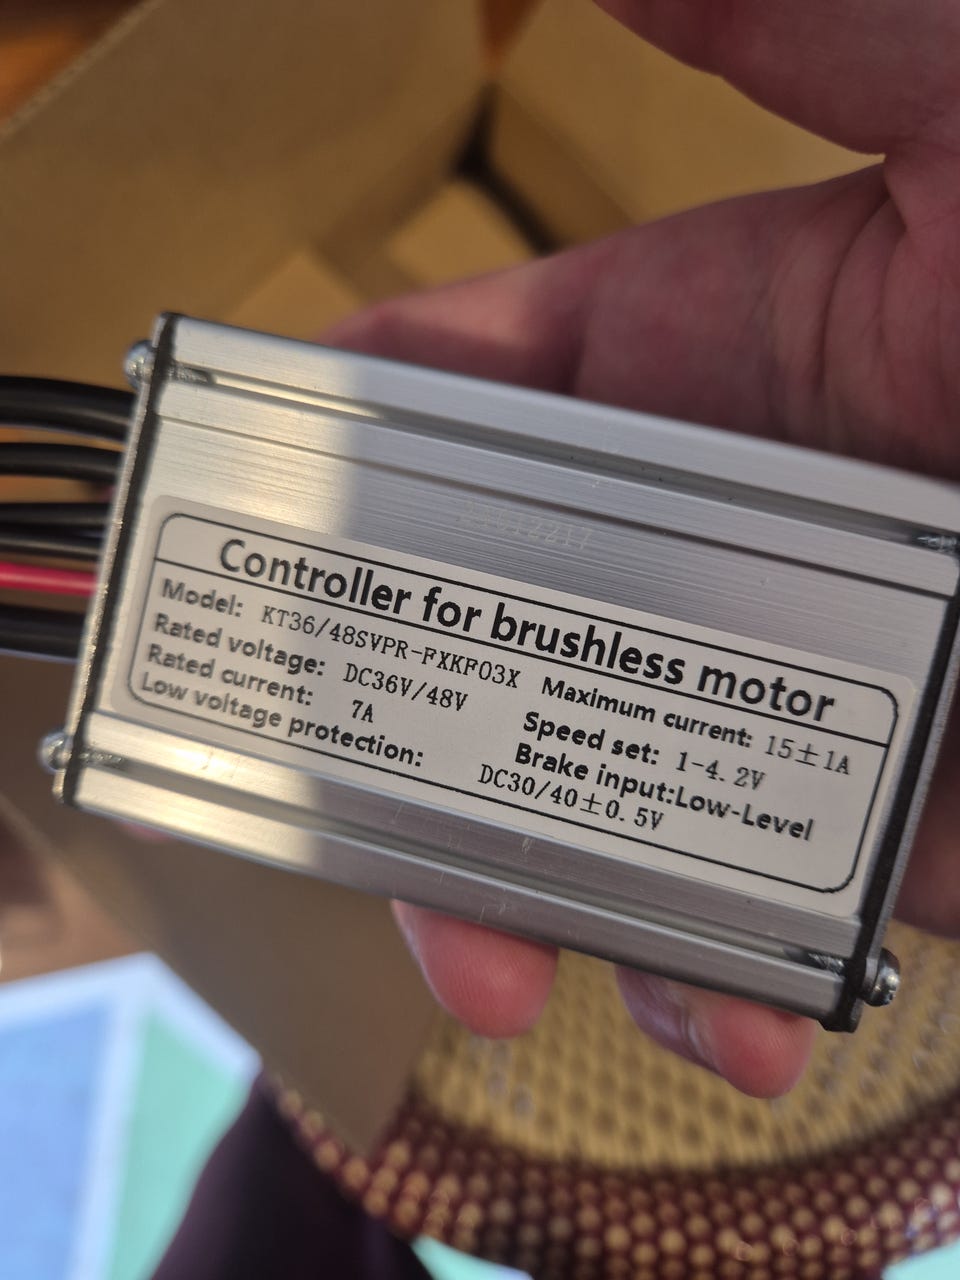 Controller for brushless motor
Model: KT36/48SVPR-FXKF03X Maximum current: 15±1A
Rated voltage: DC36V/48V Speed set: 1-4.2V
Rated current: 7A Brake input:Low-Level
Low voltage protection: DC30/40±0.5V